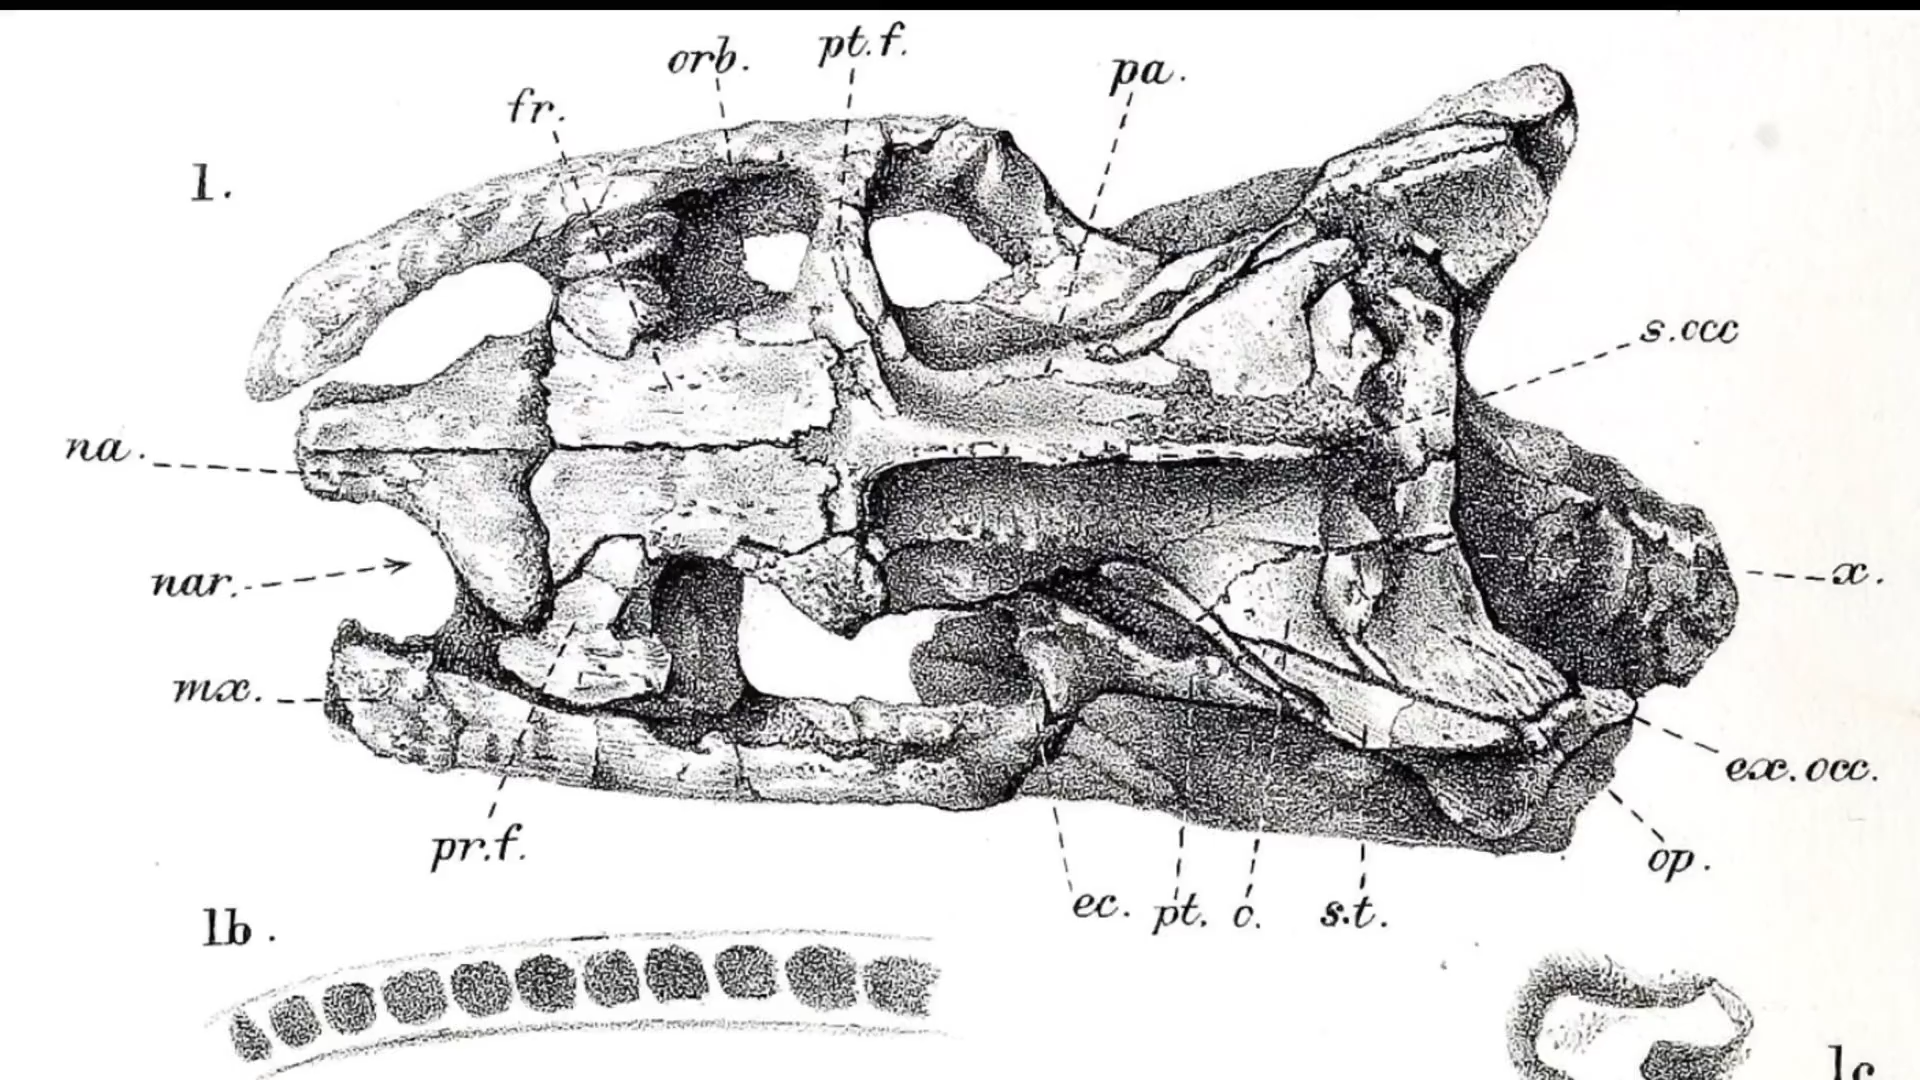 orb.
pt.f.
pa.
fr.
1.
s.occ
na.
nar.
x.
mx.
ex.occ.
pr.f.
op.
ec. pt. c. s.t.
1b.
1c